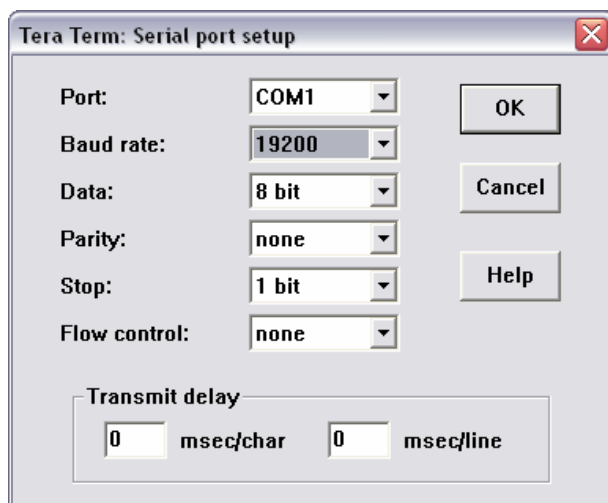 Tera Term: Serial port setup
Port: COM1 OK
Baud rate: 19200
Data: 8 bit Cancel
Parity: none
Stop: 1 bit Help
Flow control: none
Transmit delay
0 msec/char 0 msec/line